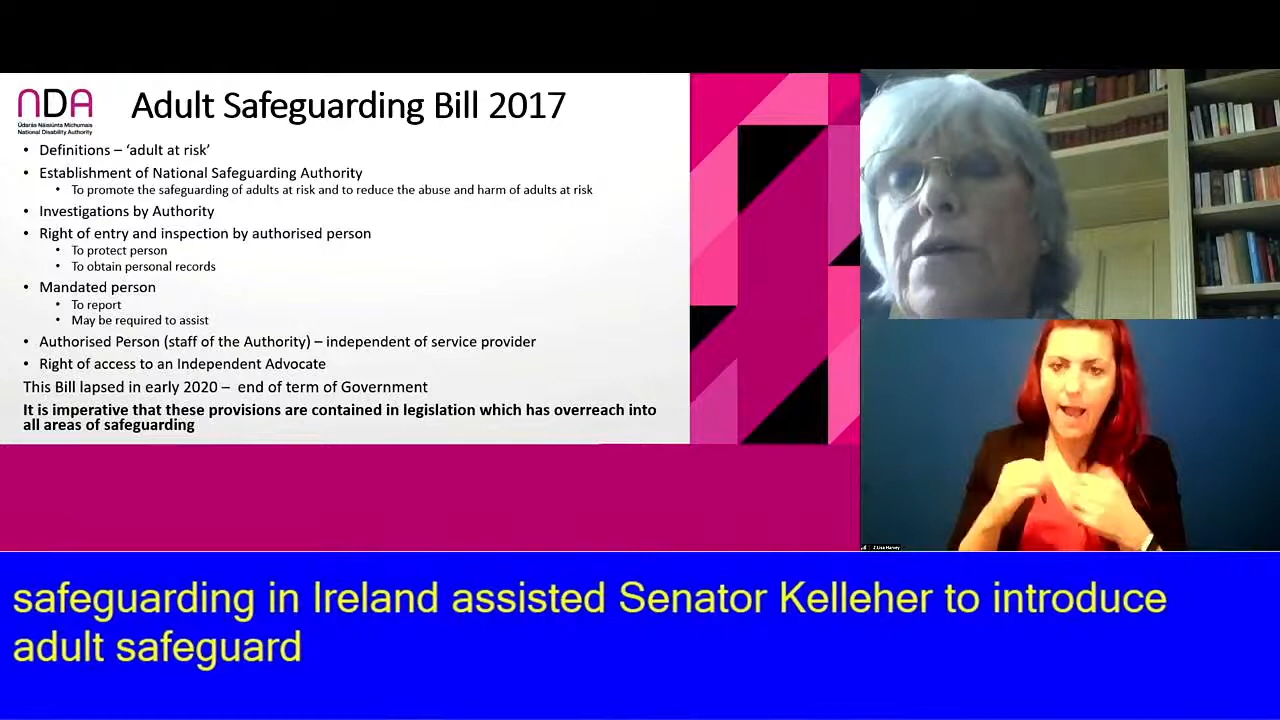 NDA
Údarás Náisiúnta Míchumais
National Disability Authority
Adult Safeguarding Bill 2017
• Definitions – ‘adult at risk’
• Establishment of National Safeguarding Authority
• To promote the safeguarding of adults at risk and to reduce the abuse and harm of adults at risk
• Investigations by Authority
• Right of entry and inspection by authorised person
• To protect person
• To obtain personal records
• Mandated person
• To report
• May be required to assist
• Authorised Person (staff of the Authority) – independent of service provider
• Right of access to an Independent Advocate
This Bill lapsed in early 2020 – end of term of Government
It is imperative that these provisions are contained in legislation which has overreach into
all areas of safeguarding
safeguarding in Ireland assisted Senator Kelleher to introduce
adult safeguard